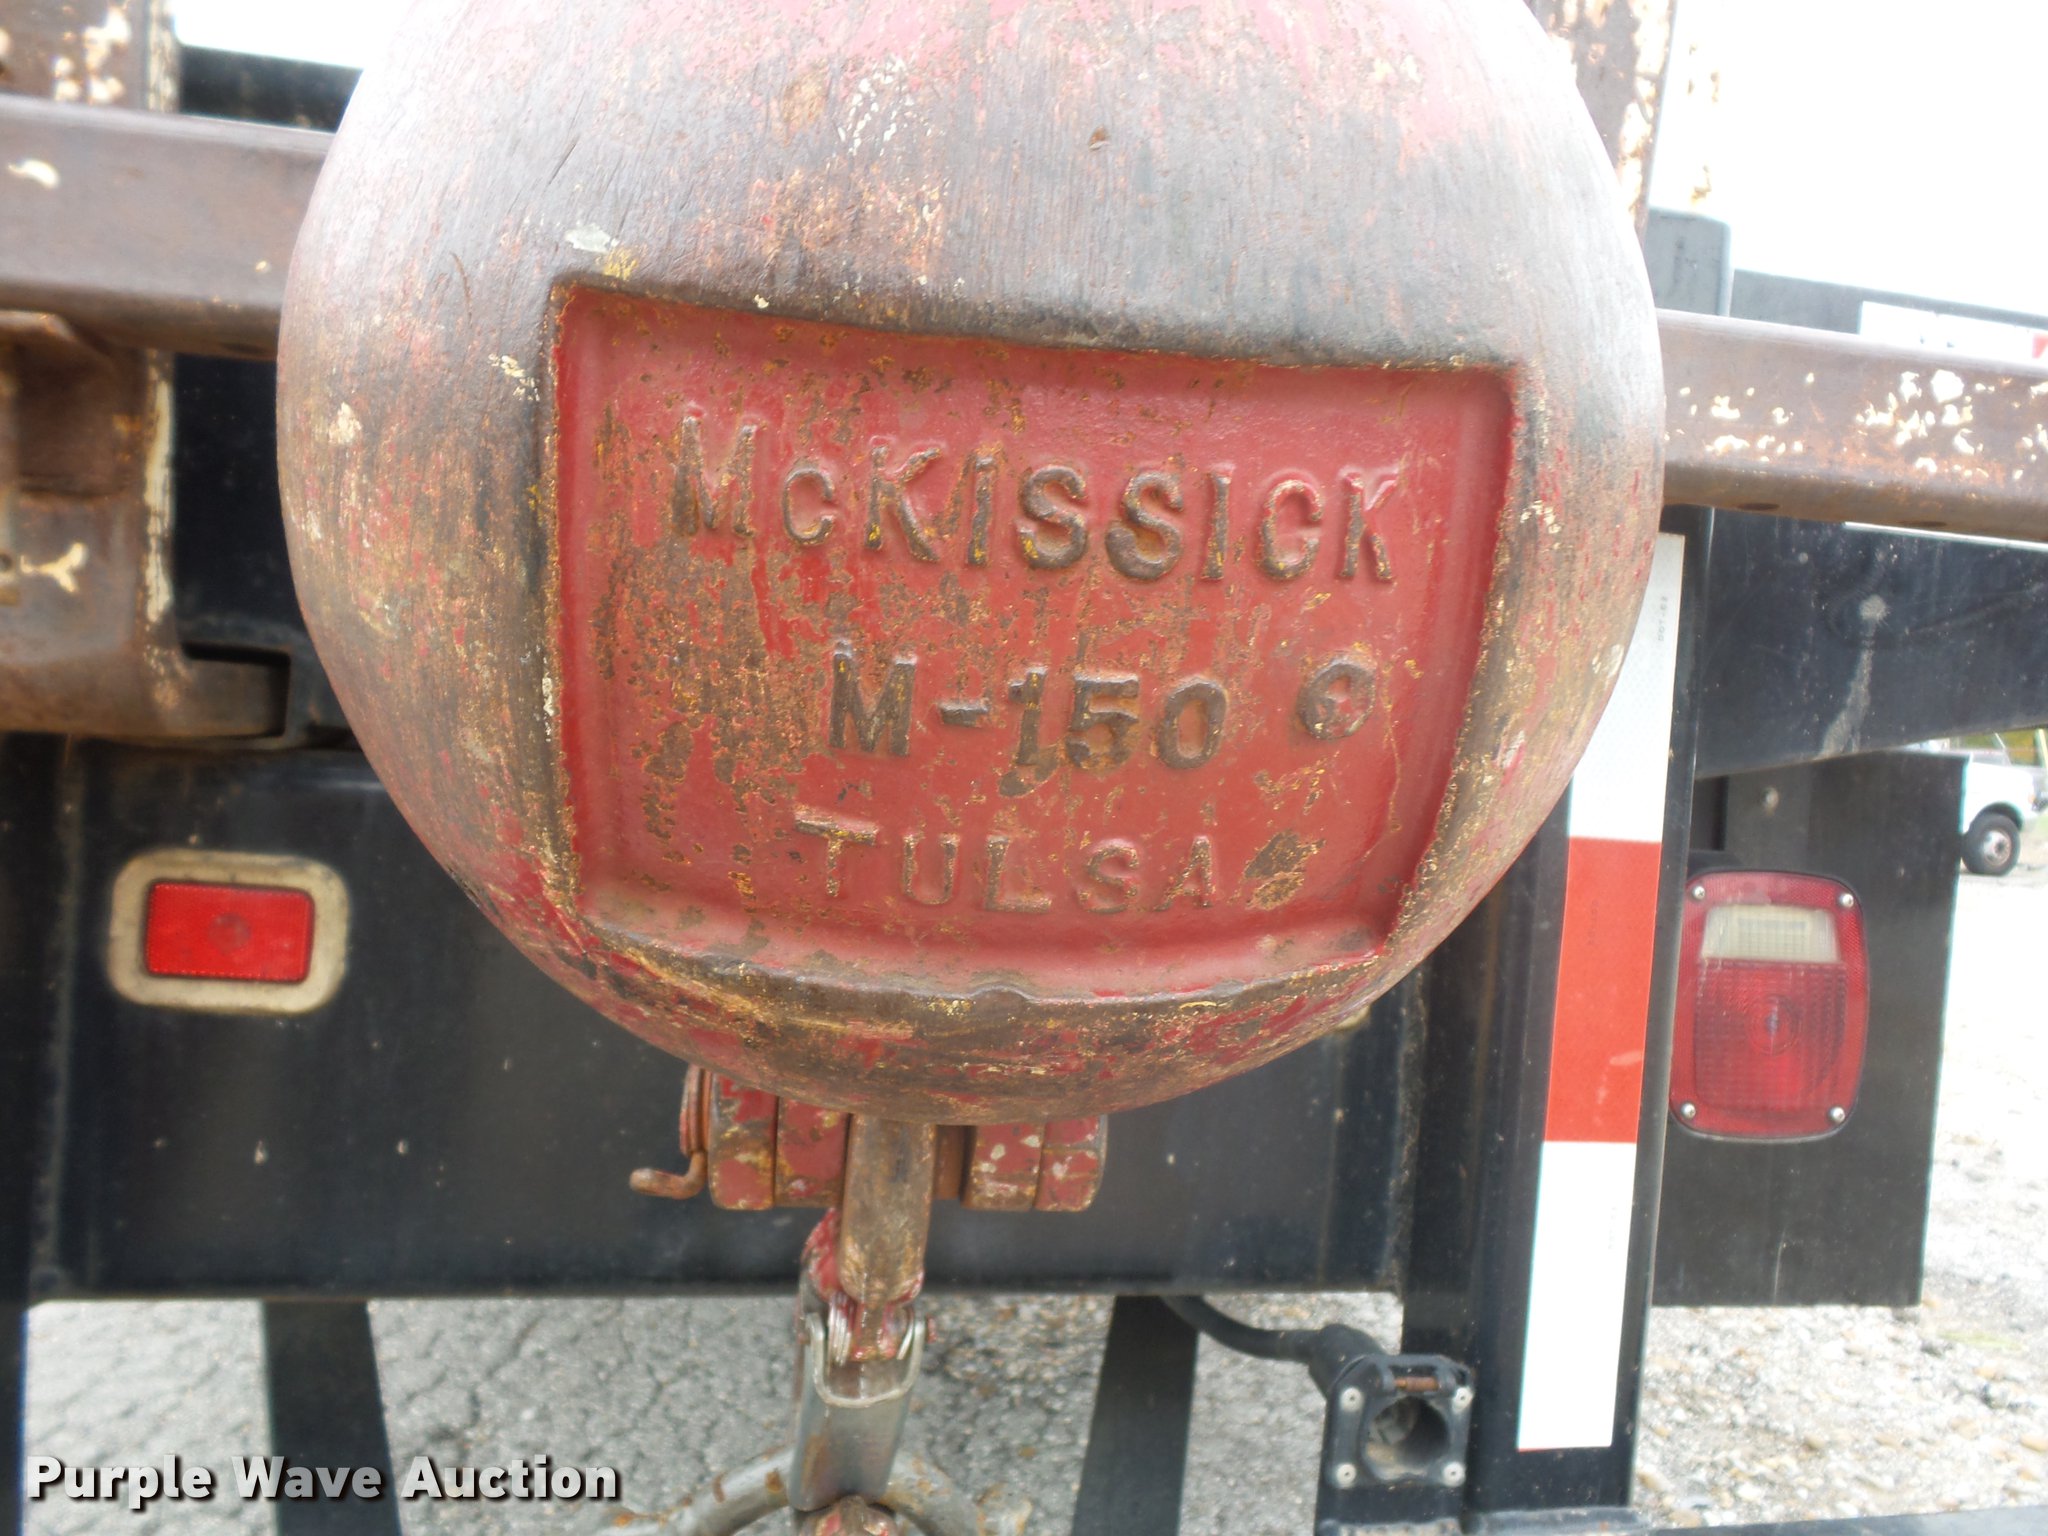 McKISSICK
M-150
TULSA
Purple Wave Auction